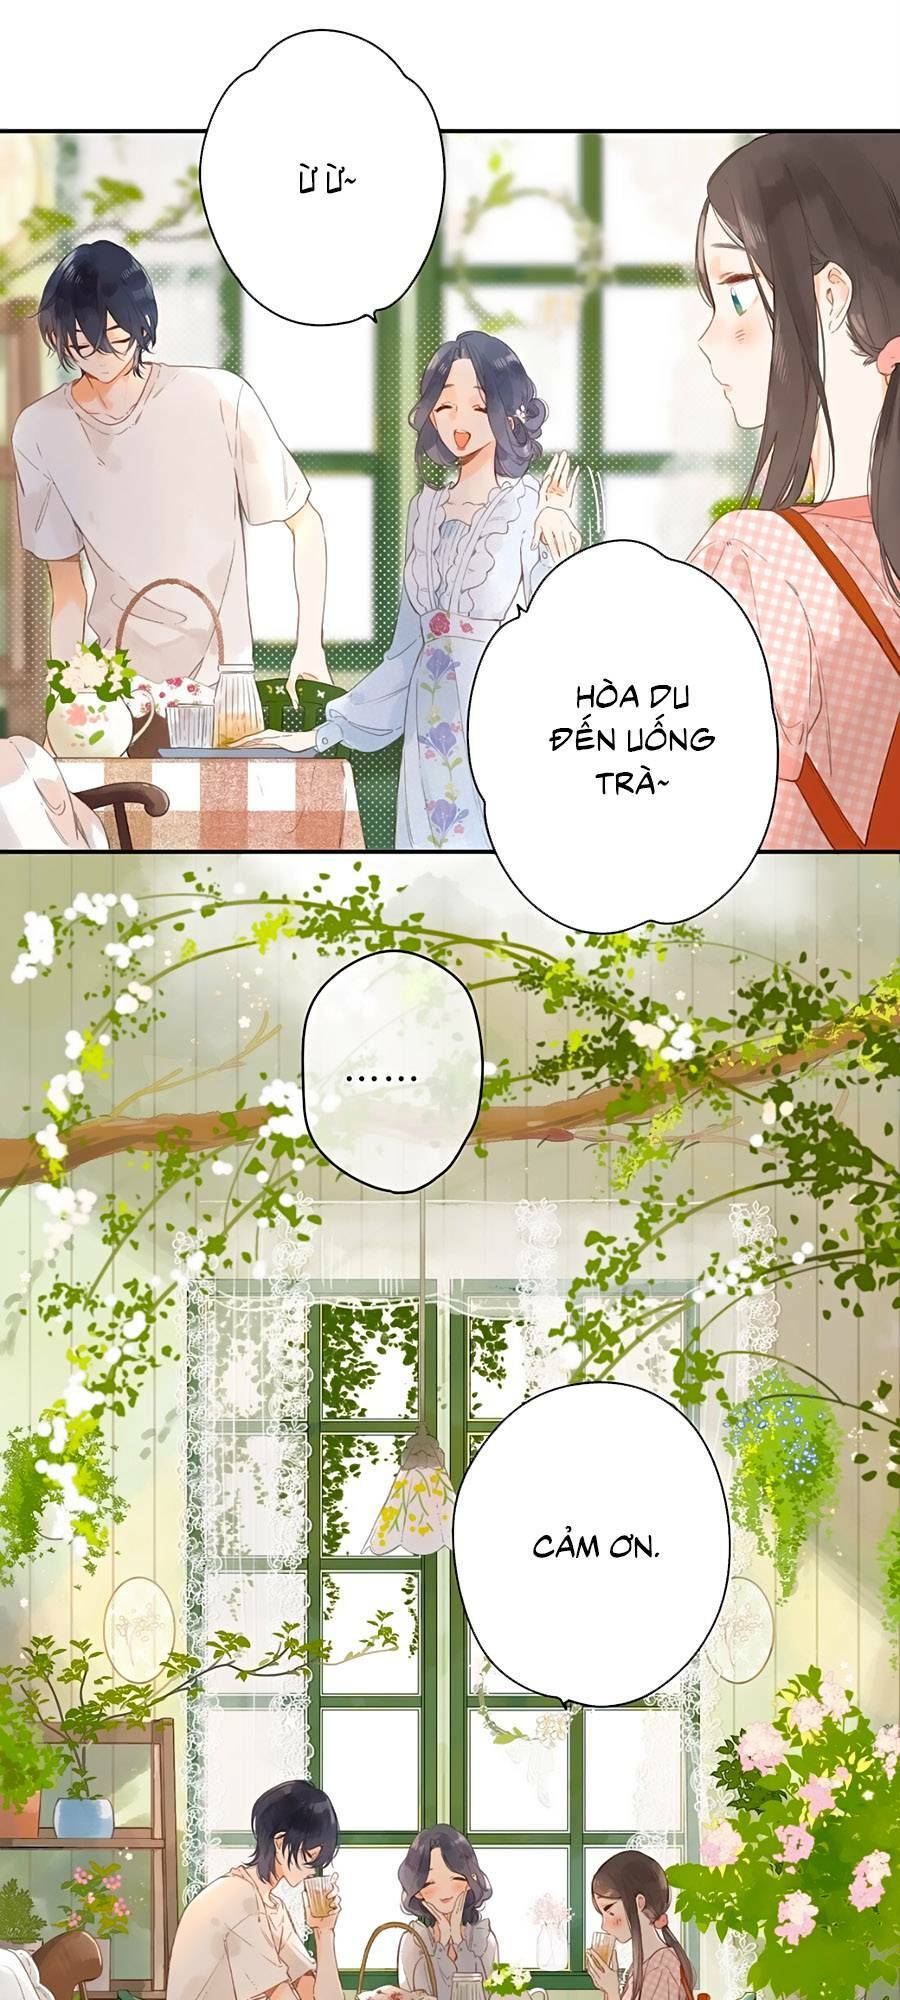 Ừ Ừ~
HÒA DU
ĐẾN UỐNG
TRÀ~
......
CẢM ƠN.